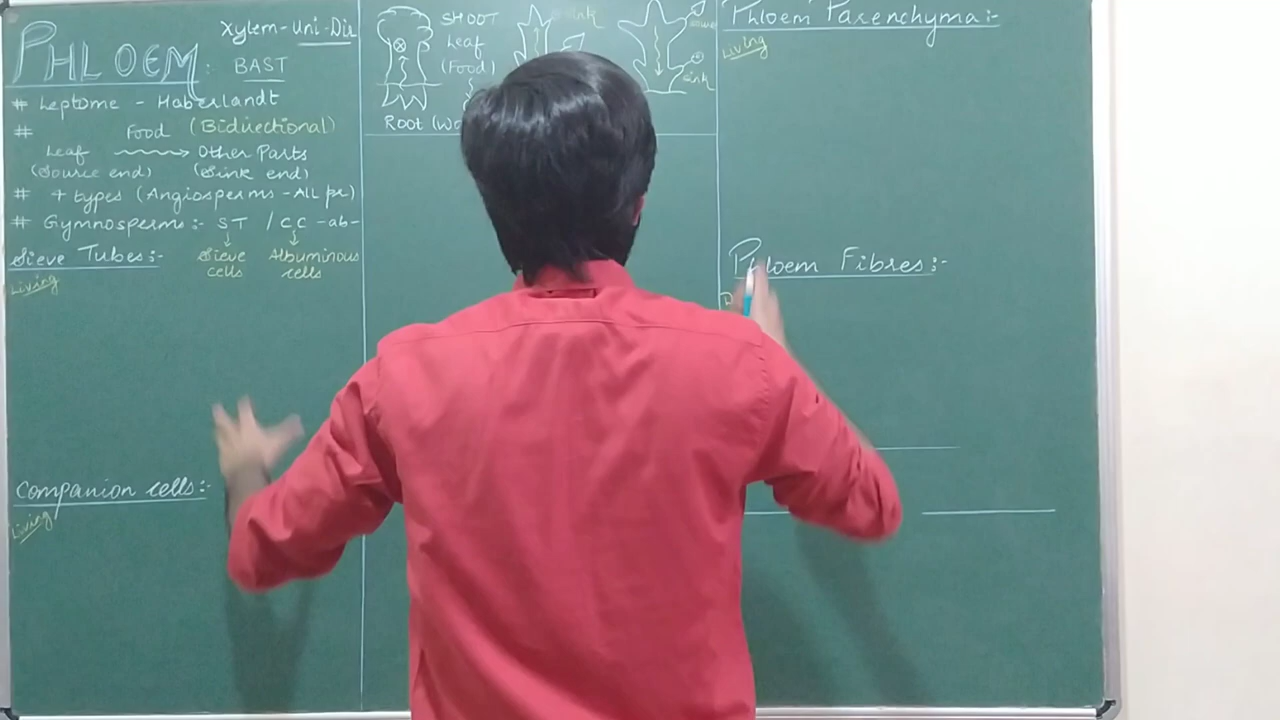 Xylem-Uni-Dir
PHLOEM: BAST
# Leptome - Haberlandt
# Food (Bidirectional)
Leaf Other Parts
(Source end) (Sink end)
# 4 types (Angiosperms - All pr)
# Gymnosperms:- ST / CC -ab-
Sieve Tubes:- Sieve Albuminous
cells cells
Living
Companion cells:-
Living
SHOOT
Leaf
(Food)
Root
sink
Phloem Parenchyma:-
Living
Phloem Fibres:-